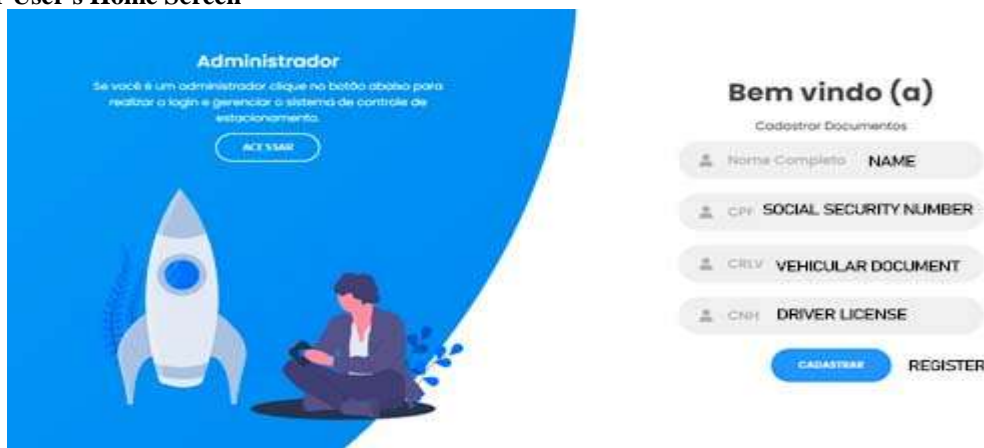 User's Home Screen
Administrador
Se você é um administrador clique no botão abaixo para
realizar o login e gerenciar o sistema de controle de
estacionamento.
ACESSAR
Bem vindo (a)
Cadastrar Documentos
Nome Completo NAME
CPF SOCIAL SECURITY NUMBER
CRLV VEHICULAR DOCUMENT
CNH DRIVER LICENSE
CADASTRAR REGISTER